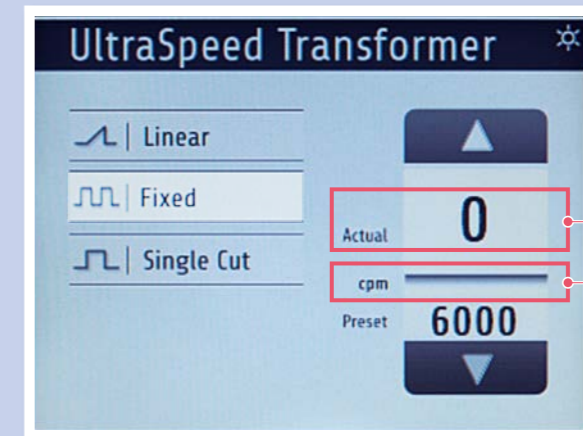 UltraSpeed Transformer
Linear
Fixed
Single Cut
Actual 0
cpm
Preset 6000